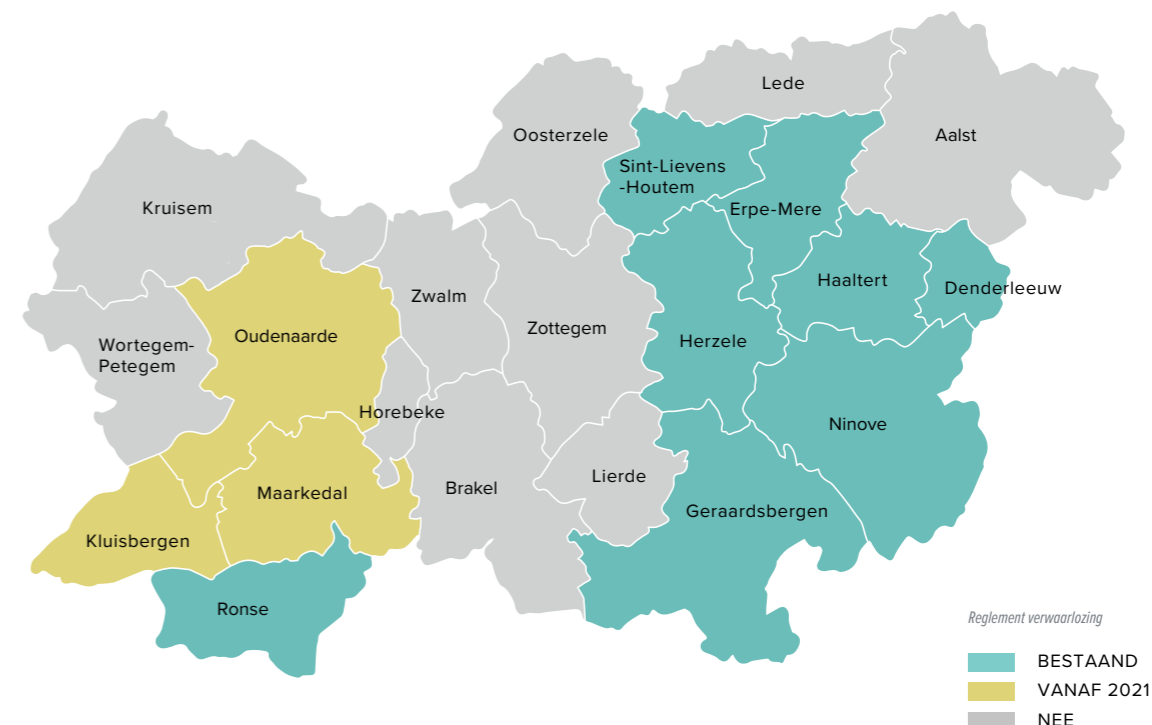 Lede
Oosterzele
Aalst
Sint-Lievens
-Houtem
Kruisem
Erpe-Mere
Haaltert
Denderleeuw
Zwalm
Oudenaarde
Zottegem
Herzele
Wortegem-
Petegem
Horebeke
Ninove
Lierde
Brakel
Maarkedal
Geraardsbergen
Kluisbergen
Ronse
Reglement verwaarlozing
BESTAAND
VANAF 2021
NEE